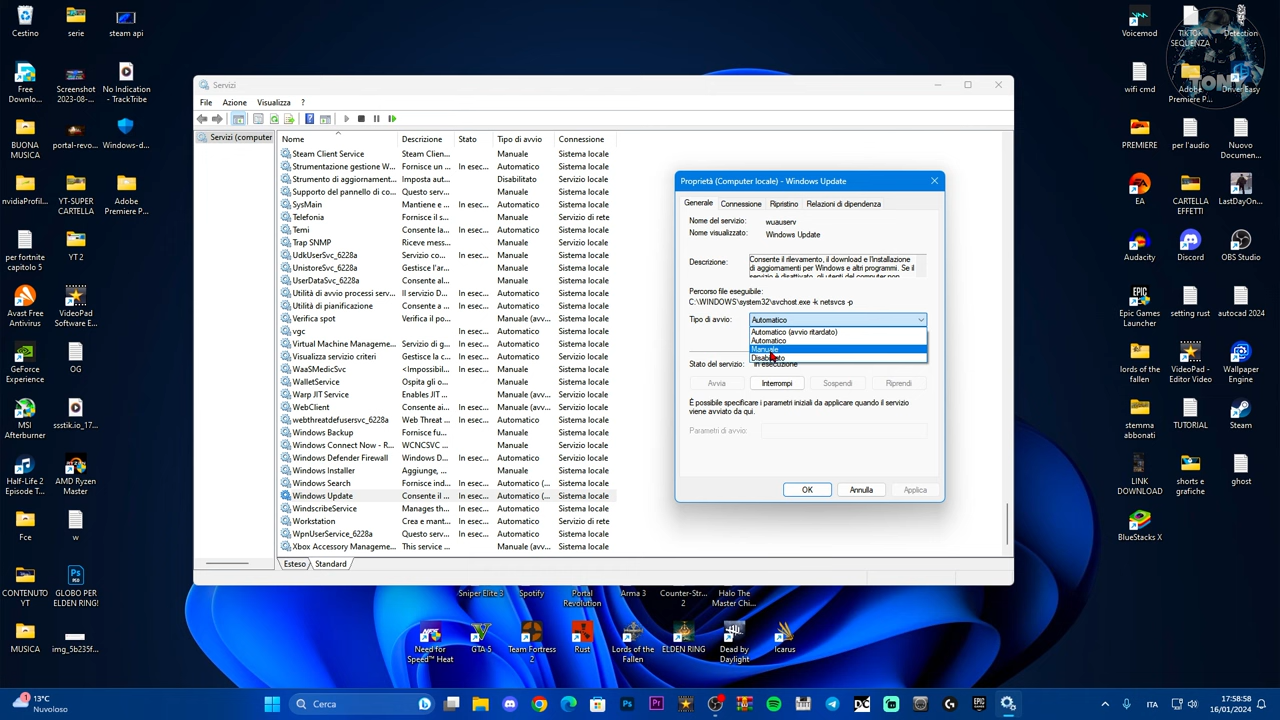 Cestino
serie
steam api
Free Downlo...
Screenshot 2023-08-...
No Indication - TrackTribe
BUONA MUSICA
portal-revo...
Windows-d...
nvidiaProfil...
YT-SUPER CARTELLA
Adobe Premiere P...
per fortnite capitolo 5
YT 2
Avast Free Antivirus
VideoPad Software E...
GeForce Experience
OG
MSI Afterburner
ssstik.io_17...
Half-Life 2 Episode T...
AMD Ryzen Master
Fce
w
CONTENUTO YT
GLOBO PER ELDEN RING!
MUSICA
img_5b235f...
Servizi
File Azione Visualizza ?
Servizi (computer
Nome Descrizione Stato Tipo di avvio Connessione
Steam Client Service Steam Clien... Manuale Sistema locale
Strumentazione gestione W... Fornisce un ... In esec... Automatico Sistema locale
Strumento di aggiornament... Imposta aut... Disabilitato Sistema locale
Supporto del pannello di co... Questo serv... Manuale Sistema locale
SysMain Mantiene e ... In esec... Automatico Sistema locale
Telefonia Fornisce il s... Manuale Servizio di rete
Temi Fornisce la ... In esec... Automatico Sistema locale
Trap SNMP Riceve mess... Manuale Servizio locale
UdkUserSvc_6228a Servizio co... In esec... Manuale Sistema locale
UnistoreSvc_6228a Gestisce l'ar... Manuale Sistema locale
UserDataSvc_6228a Consente al... Manuale Sistema locale
Utilità di avvio processi serv... Il servizio D... In esec... Automatico Sistema locale
Utilità di pianificazione Consente al... In esec... Automatico Sistema locale
Verifica spot Verifica il po... Manuale Sistema locale
vgc Manuale Sistema locale
Virtual Machine Management... Sistema locale
Visualizza servizi critici Consente ai... In esec... Automatico Sistema locale
WaaSMedicSvc <Impossibil... Manuale Sistema locale
WalletService Ospita gli o... Manuale Sistema locale
Warp JIT Service Enables JIT ... Manuale Servizio locale
WebClient Consente ai... In esec... Automatico Servizio locale
webthreatdefusersvc_6228a Web Threat ... In esec... Automatico Sistema locale
Windows Backup Fornisce fu... Manuale Sistema locale
Windows Connect Now - R... WCNCSVC ... In esec... Manuale Servizio locale
Windows Defender Firewall Windows D... In esec... Automatico Servizio locale
Windows Installer Aggiunge, ... Manuale Sistema locale
Windows Search Fornisce ind... In esec... Automatico (... Sistema locale
Windows Update Consente il ... In esec... Automatico (... Sistema locale
WindscribeService Manages th... In esec... Automatico Sistema locale
Workstation Crea e mant... In esec... Automatico Servizio di rete
WpnUserService_6228a Questo servi... In esec... Automatico Sistema locale
Xbox Accessory Manageme... This service ... Manuale (avv... Sistema locale
Esteso Standard
Proprietà (Computer locale) - Windows Update
Generale Connessione Ripristino Relazioni di dipendenza
Nome del servizio: wuauserv
Nome visualizzato: Windows Update
Descrizione: Consente il rilevamento, il download e l'installazione
di aggiornamenti per Windows e altri programmi. Se il
servizio è disattivato, gli utenti del computer non
Percorso file eseguibile:
C:\WINDOWS\system32\svchost.exe -k netsvcs -p
Tipo di avvio: Automatico
Automatico (avvio ritardato)
Automatico
Manuale
Disabilitato
Stato del servizio: In esecuzione
Avvia Interrompi Sospendi Riprendi
È possibile specificare i parametri iniziali da applicare quando il servizio
viene avviato da qui.
Parametri di avvio:
OK Annulla Applica
Voicemod
TIKTOK SEQUENZA
Detection
TONY
wifi cmd
Adobe Premiere P...
Driver Easy
PREMIERE
per l'audio
Nuovo Documen...
EA
CARTELLA EFFETTI
LastDayOn...
Audacity
Discord
OBS Studio
Epic Games Launcher
setting rust
autocad 2024
lords of the fallen
VideoPad - Editor Video
Wallpaper Engine
stemma abbonati
TUTORIAL
Steam
LINK DOWNLOAD
shorts e grafiche
ghost
BlueStacks X
Sniper Elite 3
Spotify
Portal Revolution
Arma 3
Counter-Str... 2
Halo The Master Chi...
Need for Speed™ Heat
GTA 5
Team Fortress 2
Rust
Lords of the Fallen
ELDEN RING
Dead by Daylight
Icarus
1
13°C
Nuvoloso
Cerca
ITA
17:58:58
16/01/2024